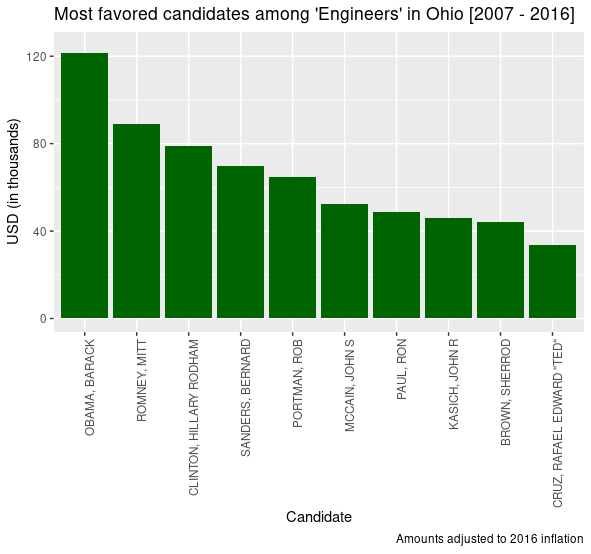 Most favored candidates among 'Engineers' in Ohio [2007 - 2016]
USD (in thousands)
120
80
40
0
OBAMA, BARACK
ROMNEY, MITT
CLINTON, HILLARY RODHAM
SANDERS, BERNARD
PORTMAN, ROB
MCCAIN, JOHN S
PAUL, RON
KASICH, JOHN R
BROWN, SHERROD
CRUZ, RAFAEL EDWARD "TED"
Candidate
Amounts adjusted to 2016 inflation